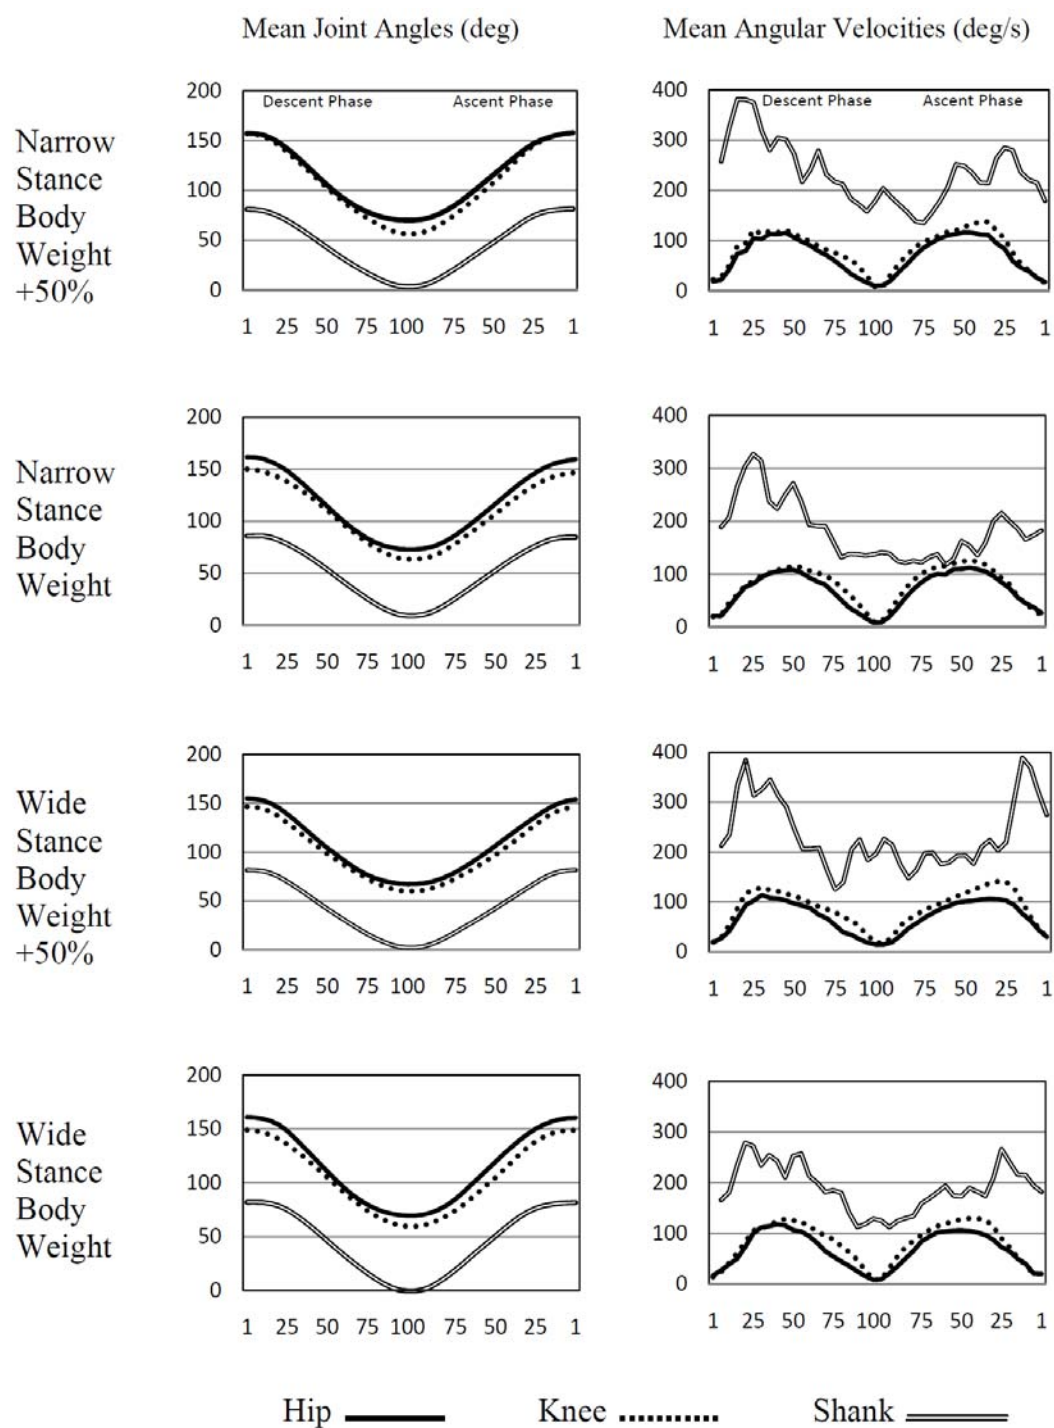 Mean Joint Angles (deg)
Mean Angular Velocities (deg/s)
Narrow
Stance
Body
Weight
+50%
200
150
100
50
0
Descent Phase Ascent Phase
1 25 50 75 100 75 50 25 1
400
300
200
100
0
Descent Phase Ascent Phase
1 25 50 75 100 75 50 25 1
Narrow
Stance
Body
Weight
200
150
100
50
0
1 25 50 75 100 75 50 25 1
400
300
200
100
0
1 25 50 75 100 75 50 25 1
Wide
Stance
Body
Weight
+50%
200
150
100
50
0
1 25 50 75 100 75 50 25 1
400
300
200
100
0
1 25 50 75 100 75 50 25 1
Wide
Stance
Body
Weight
200
150
100
50
0
1 25 50 75 100 75 50 25 1
400
300
200
100
0
1 25 50 75 100 75 50 25 1
Hip Knee Shank